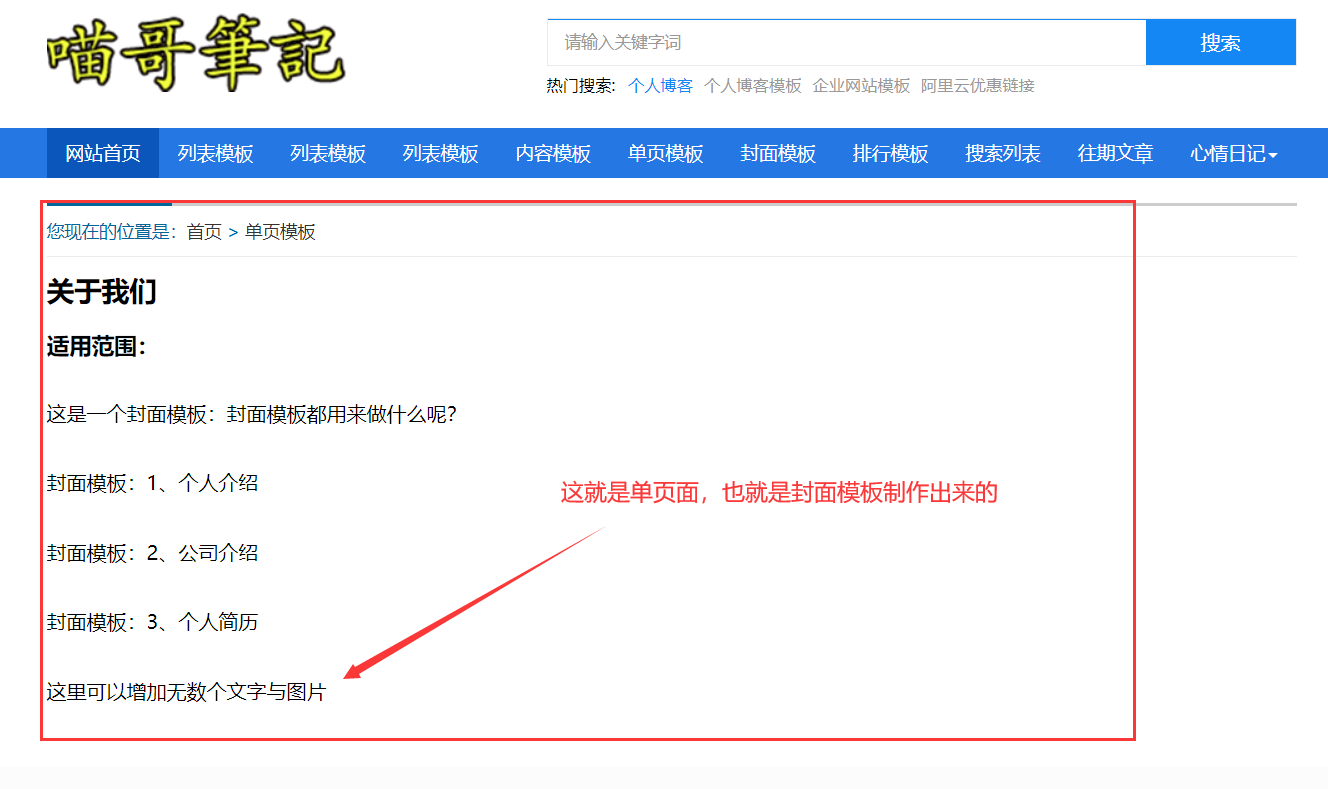 喵哥筆記
请输入关键字词
搜索
热门搜索： 个人博客 个人博客模板 企业网站模板 阿里云优惠链接
网站首页 列表模板 列表模板 列表模板 内容模板 单页模板 封面模板 排行模板 搜索列表 往期文章 心情日记
您现在的位置是：首页 > 单页模板
关于我们
适用范围：
这是一个封面模板：封面模板都用来做什么呢？
封面模板：1、个人介绍
这就是单页面，也就是封面模板制作出来的
封面模板：2、公司介绍
封面模板：3、个人简历
这里可以增加无数个文字与图片